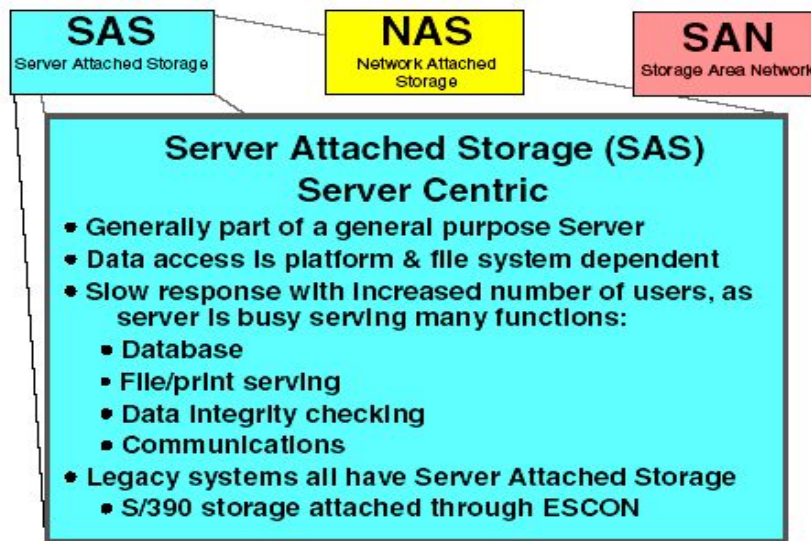 SAS
Server Attached Storage
NAS
Network Attached
Storage
SAN
Storage Area Network
Server Attached Storage (SAS)
Server Centric
• Generally part of a general purpose Server
• Data access is platform & file system dependent
• Slow response with increased number of users, as
server is busy serving many functions:
• Database
• File/print serving
• Data integrity checking
• Communications
• Legacy systems all have Server Attached Storage
• S/390 storage attached through ESCON